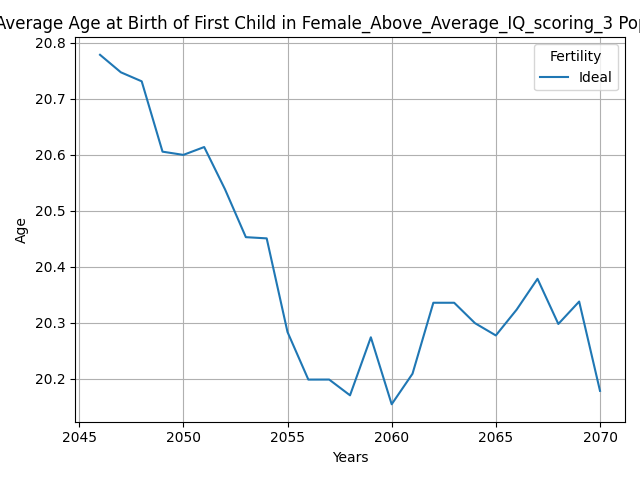 Average Age at Birth of First Child in Female_Above_Average_IQ_scoring_3
Fertility
Ideal
20.8
20.7
20.6
20.5
20.4
20.3
20.2
Age
2045 2050 2055 2060 2065 2070
Years